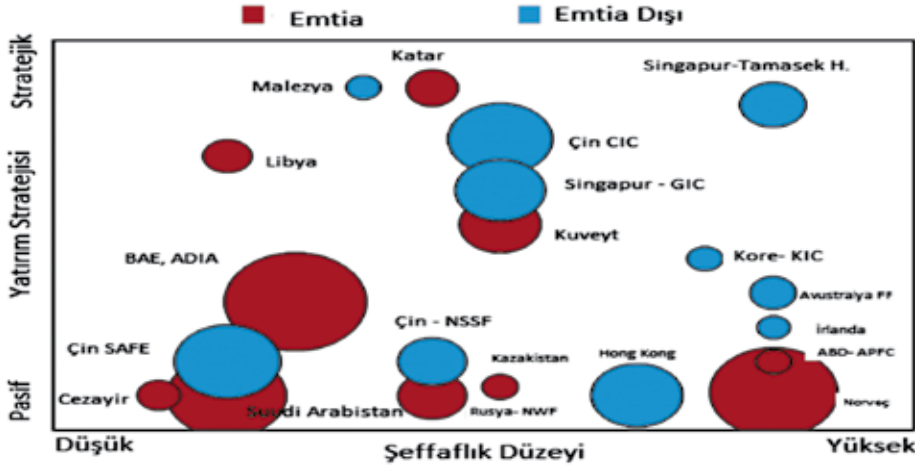 Emtia
Emtia Dışı
Stratejik
Yatırım Stratejisi
Pasif
Katar
Malezya
Singapur-Tamasek H.
Çin CIC
Libya
Singapur - GIC
Kuveyt
BAE, ADIA
Kore- KIC
Avustralya FF
Çin - NSSF
İrlanda
Çin SAFE
Kazakistan
Hong Kong
ABD- APFC
Cezayir
Suudi Arabistan
Rusya- NWF
Norveç
Düşük
Şeffaflık Düzeyi
Yüksek